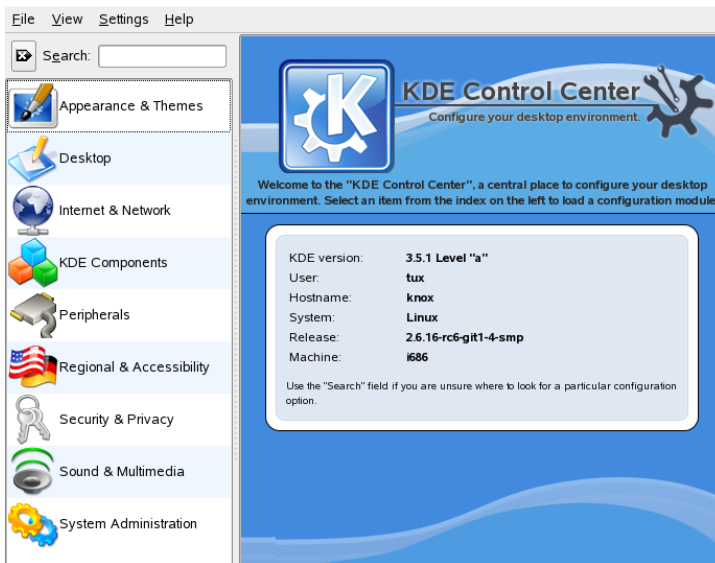 File View Settings Help
Search:
Appearance & Themes
Desktop
Internet & Network
KDE Components
Peripherals
Regional & Accessibility
Security & Privacy
Sound & Multimedia
System Administration
KDE Control Center
Configure your desktop environment.
Welcome to the "KDE Control Center", a central place to configure your desktop
environment. Select an item from the index on the left to load a configuration module
KDE version: 3.5.1 Level "a"
User: tux
Hostname: knox
System: Linux
Release: 2.6.16-rc6-git1-4-smp
Machine: i686
Use the "Search" field if you are unsure where to look for a particular configuration
option.